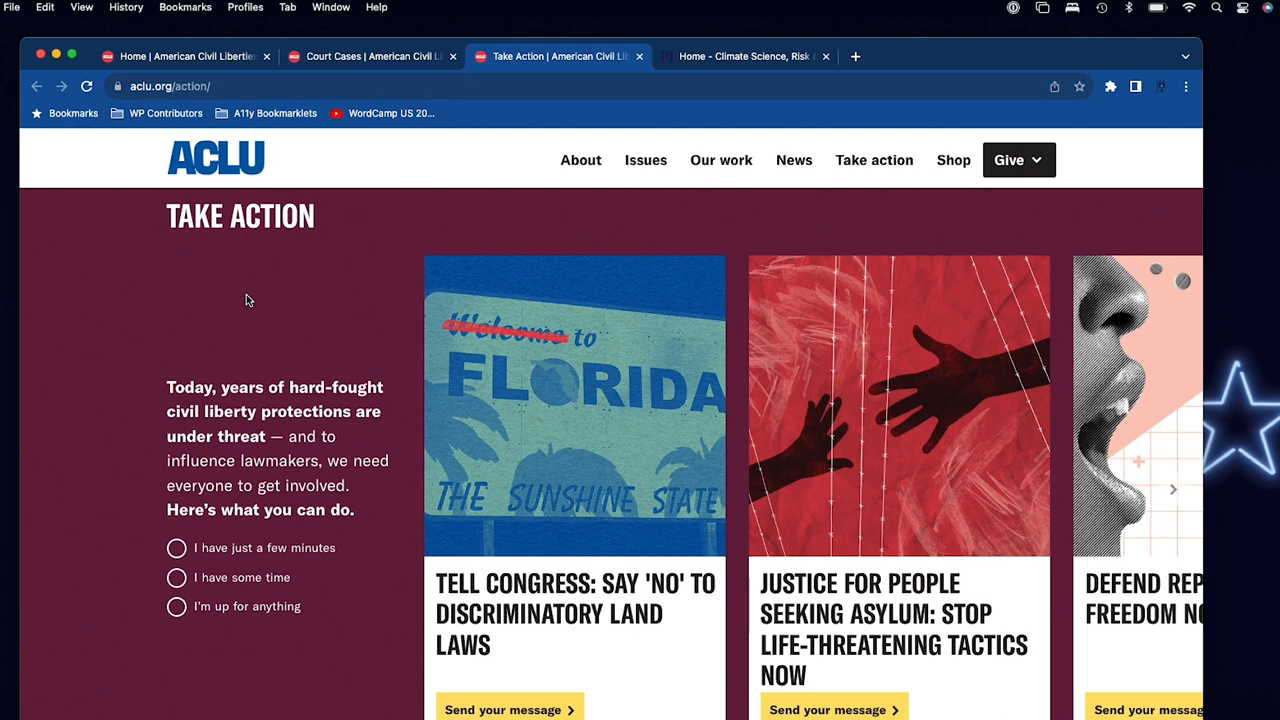 File Edit View History Bookmarks Profiles Tab Window Help
Home | American Civil Liberties
Court Cases | American Civil Li
Take Action | American Civil Lib
Home - Climate Science, Risk &
aclu.org/action/
Bookmarks WP Contributors A11y Bookmarklets WordCamp US 20...
ACLU About Issues Our work News Take action Shop Give
TAKE ACTION
Today, years of hard-fought
civil liberty protections are
under threat — and to
influence lawmakers, we need
everyone to get involved.
Here's what you can do.
I have just a few minutes
I have some time
I'm up for anything
Welcome to
FLORIDA
THE SUNSHINE STATE
TELL CONGRESS: SAY 'NO' TO
DISCRIMINATORY LAND
LAWS
Send your message
JUSTICE FOR PEOPLE
SEEKING ASYLUM: STOP
LIFE-THREATENING TACTICS
NOW
Send your message
DEFEND REP
FREEDOM NO
Send your messag